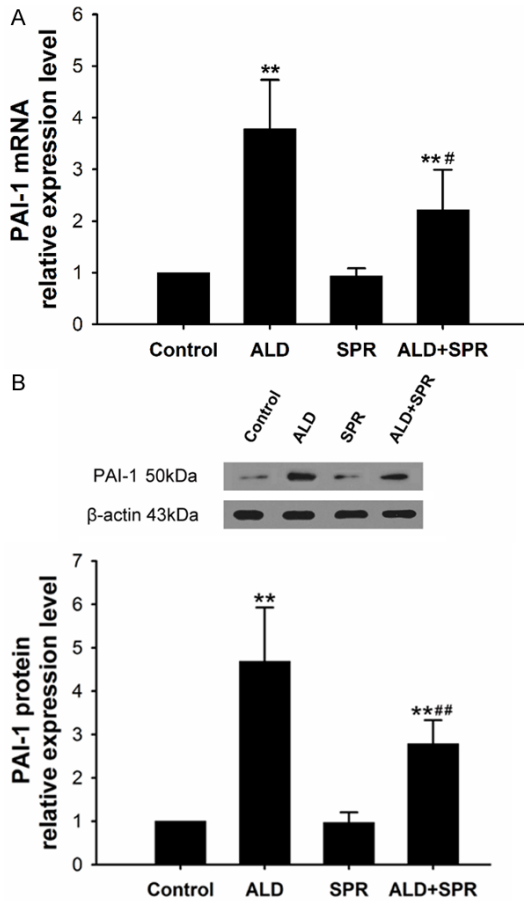 A
PAI-1 mRNA
relative expression level
6
5
4
3
2
1
0
**
**#
Control ALD SPR ALD+SPR
B
Control ALD SPR ALD+SPR
PAI-1 50kDa
β-actin 43kDa
PAI-1 protein
relative expression level
7
6
5
4
3
2
1
0
**
**##
Control ALD SPR ALD+SPR